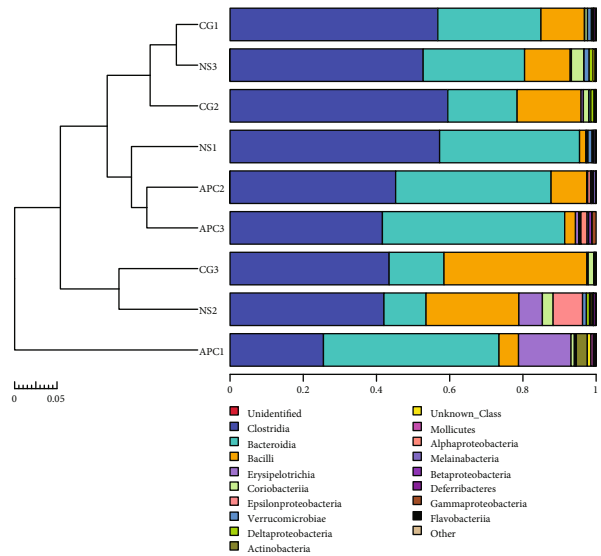 CG1
NS3
CG2
NS1
APC2
APC3
CG3
NS2
APC1
0 0.05
0 0.2 0.4 0.6 0.8 1
Unidentified
Clostridia
Bacteroidia
Bacilli
Erysipelotrichia
Coriobacteriia
Epsilonproteobacteria
Verrucomicrobiae
Deltaproteobacteria
Actinobacteria
Unknown_Class
Mollicutes
Alphaproteobacteria
Melainabacteria
Betaproteobacteria
Deferribacteres
Gammaproteobacteria
Flavobacteriia
Other